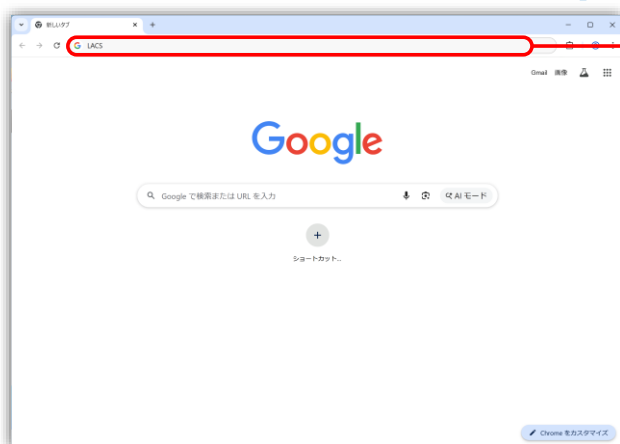 新しいタブ
LACS
Gmail 画像
Google
Google で検索または URL を入力 AI モード
ショートカット...
Chrome をカスタマイズ